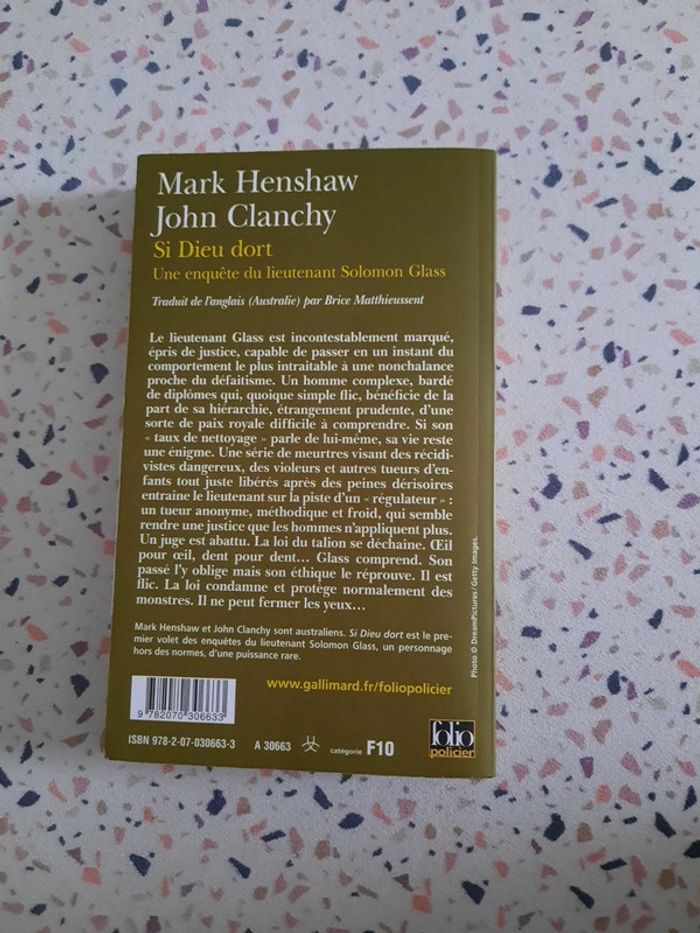 Mark Henshaw
John Clanchy
Si Dieu dort
Une enquête du lieutenant Solomon Glass
Traduit de l'anglais (Australie) par Brice Matthieussent
Le lieutenant Glass est incontestablement marqué,
épris de justice, capable de passer en un instant du
comportement le plus intraitable à une nonchalance
proche du défaitisme. Un homme complexe, bardé
de diplômes qui, quoique simple flic, bénéficie de la
part de sa hiérarchie, étrangement prudente, d'une
sorte de paix royale difficile à comprendre. Si son
« taux de nettoyage » parle de lui-même, sa vie reste
une énigme. Une série de meurtres visant des récidi-
vistes dangereux, des violeurs et autres tueurs d'en-
fants tout juste libérés après des peines dérisoires
entraine le lieutenant sur la piste d'un « régulateur » :
un tueur anonyme, méthodique et froid, qui semble
rendre une justice que les hommes n'appliquent plus.
Un juge est abattu. La loi du talion se déchaine. Œil
pour œil, dent pour dent... Glass comprend. Son
passé l'y oblige mais son éthique le réprouve. Il est
flic. La loi condamne et protège normalement des
monstres. Il ne peut fermer les yeux...
Mark Henshaw et John Clanchy sont australiens. Si Dieu dort est le pre-
mier volet des enquêtes du lieutenant Solomon Glass, un personnage
hors des normes, d'une puissance rare.
www.gallimard.fr/foliopolicier
9 782070 306633
ISBN 978-2-07-030663-3 A 30663 catégorie F10
folio
policier
Photo © DreamPictures / Getty Images.